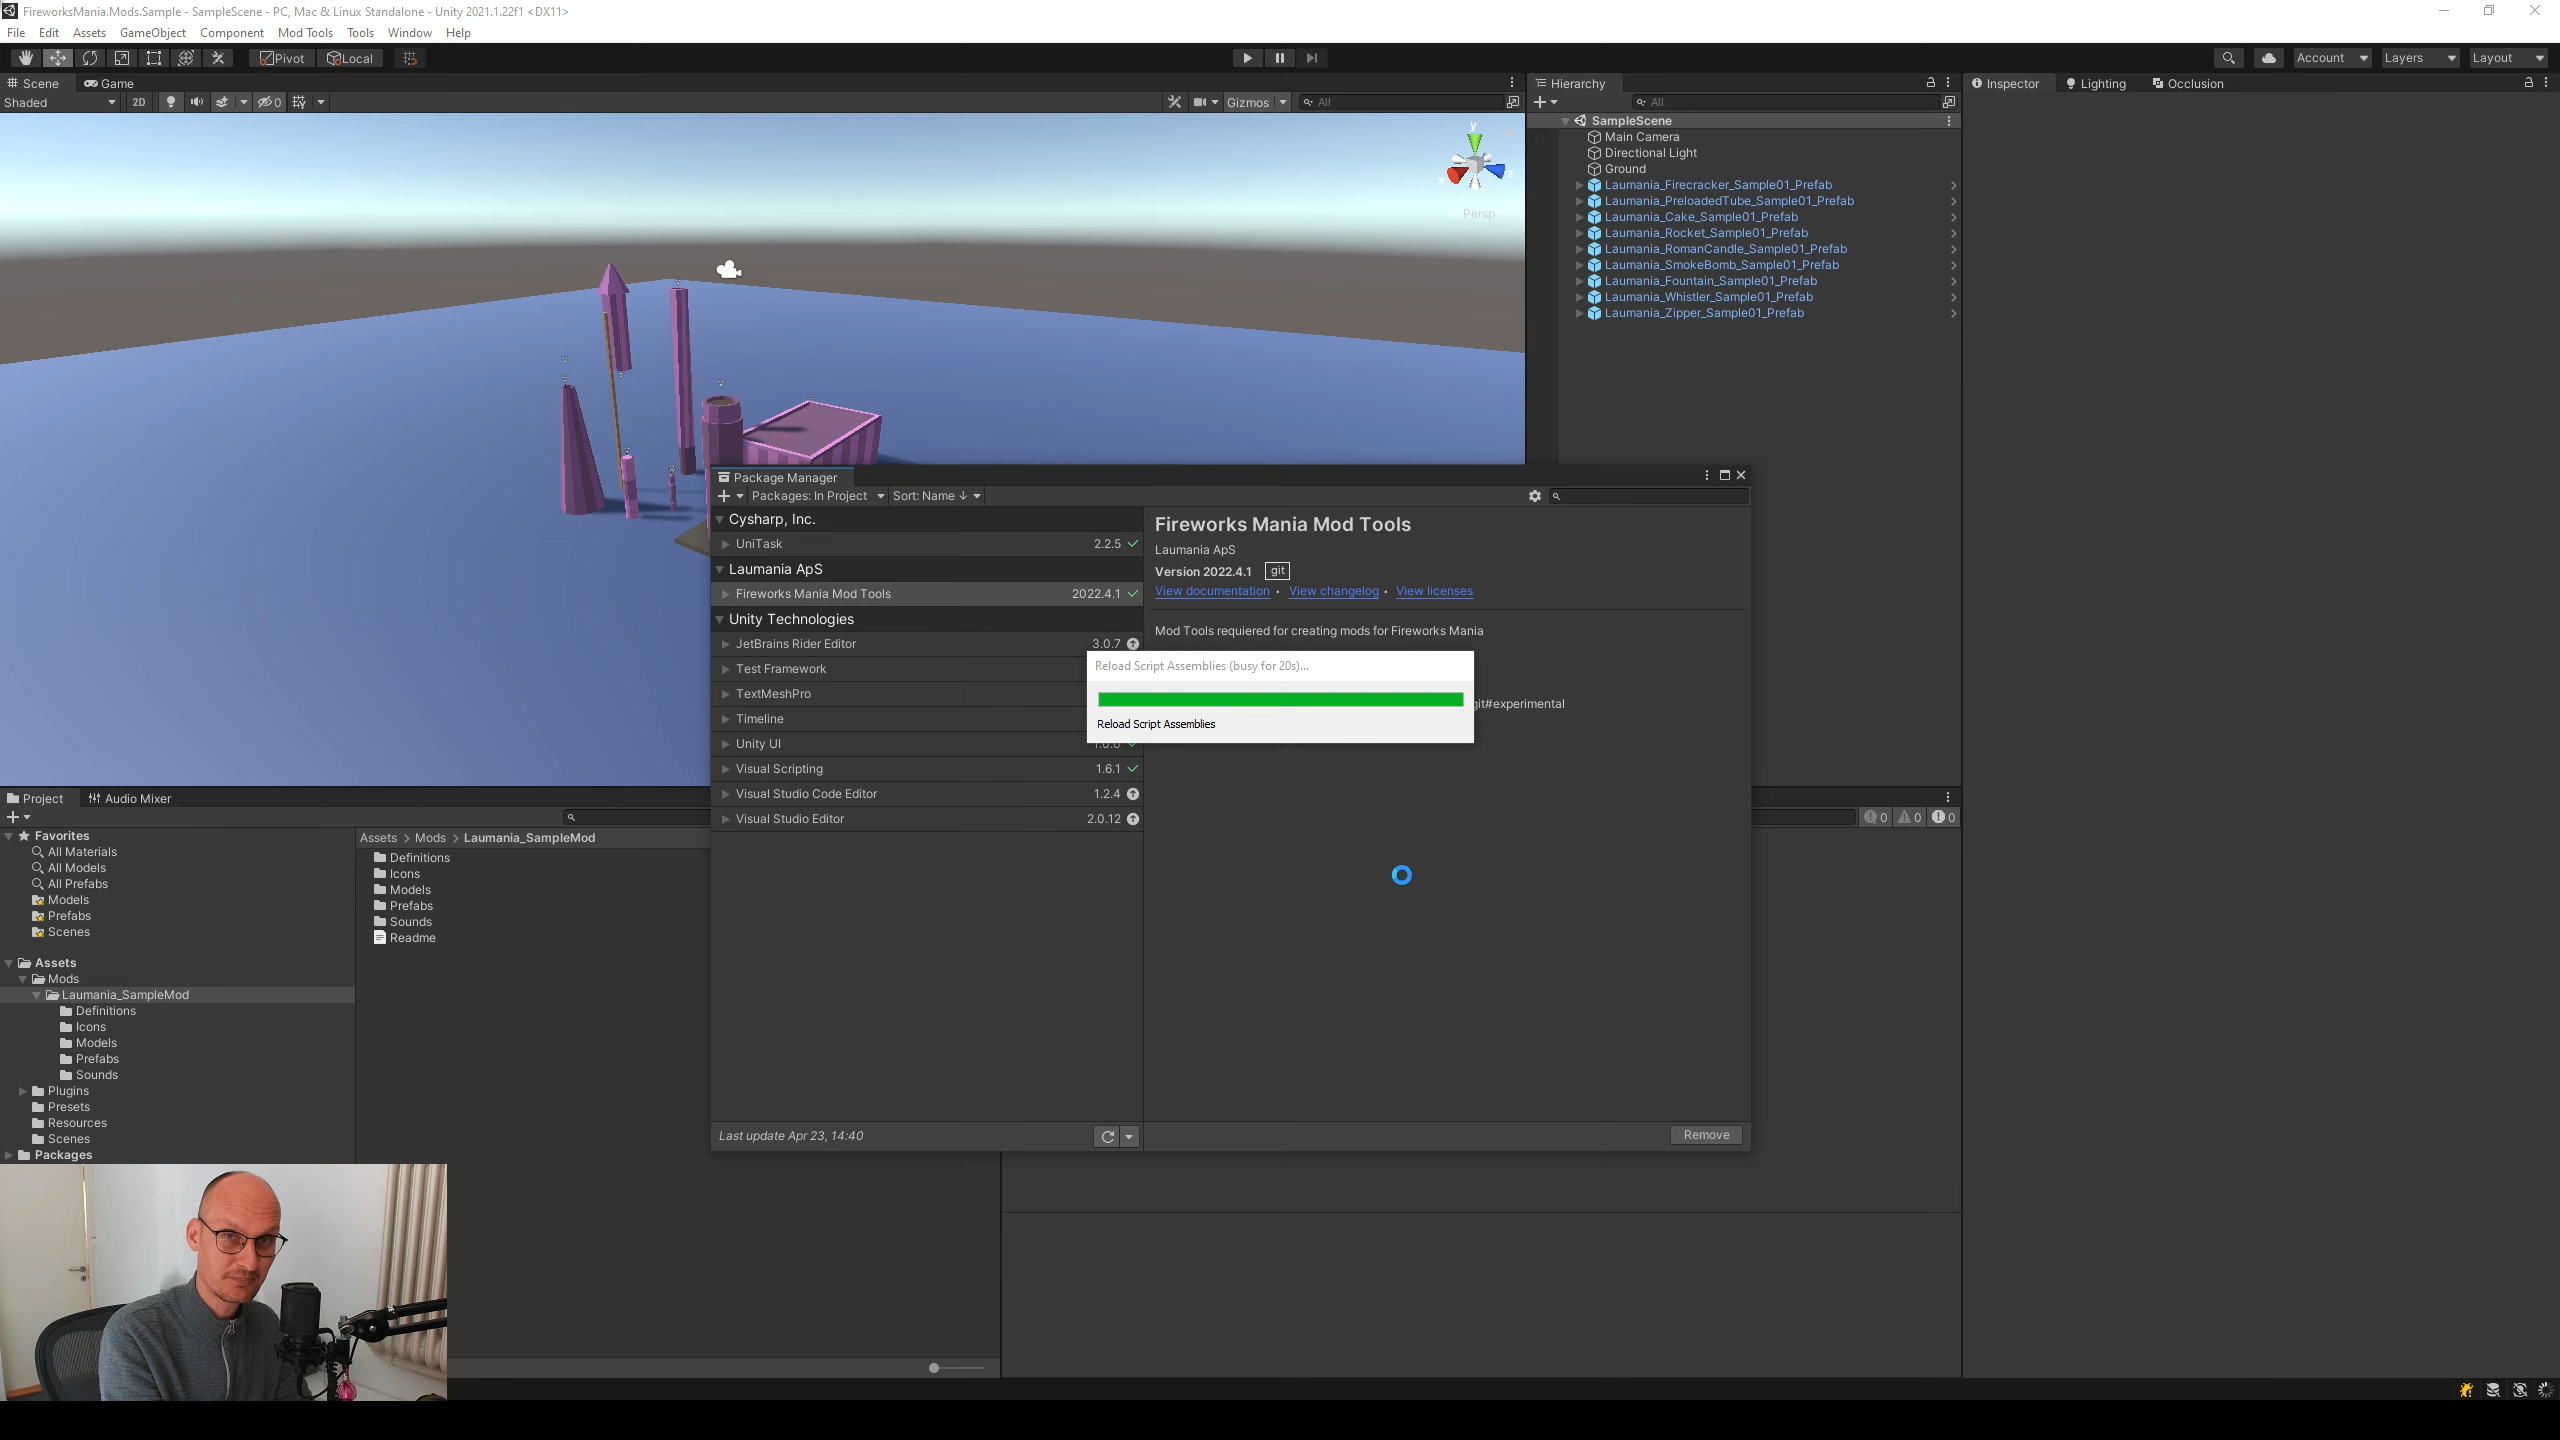 FireworksMania.Mods.Sample - SampleScene - PC, Mac & Linux Standalone - Unity 2021.1.22f1 <DX11>
File Edit Assets GameObject Component Mod Tools Tools Window Help
Pivot Local Account Layers Layout
Scene Game
Shaded 2D 0 Gizmos All
y
x
z
Persp
Hierarchy
All
SampleScene
Main Camera
Directional Light
Ground
Laumania_Firecracker_Sample01_Prefab
Laumania_PreloadedTube_Sample01_Prefab
Laumania_Cake_Sample01_Prefab
Laumania_Rocket_Sample01_Prefab
Laumania_RomanCandle_Sample01_Prefab
Laumania_SmokeBomb_Sample01_Prefab
Laumania_Fountain_Sample01_Prefab
Laumania_Whistler_Sample01_Prefab
Laumania_Zipper_Sample01_Prefab
Inspector Lighting Occlusion
Package Manager
Packages: In Project Sort: Name ↓
Cysharp, Inc.
UniTask 2.2.5
Laumania ApS
Fireworks Mania Mod Tools 2022.4.1
Unity Technologies
JetBrains Rider Editor 3.0.7
Test Framework
TextMeshPro
Timeline
Unity UI 1.0.0
Visual Scripting 1.6.1
Visual Studio Code Editor 1.2.4
Visual Studio Editor 2.0.12
Last update Apr 23, 14:40
Fireworks Mania Mod Tools
Laumania ApS
Version 2022.4.1 git
View documentation • View changelog • View licenses
Mod Tools requiered for creating mods for Fireworks Mania
git#experimental
Remove
Reload Script Assemblies (busy for 20s)...
Reload Script Assemblies
Project Audio Mixer
Favorites
All Materials
All Models
All Prefabs
Models
Prefabs
Scenes
Assets
Mods
Laumania_SampleMod
Definitions
Icons
Models
Prefabs
Sounds
Plugins
Presets
Resources
Scenes
Packages
Assets > Mods > Laumania_SampleMod
Definitions
Icons
Models
Prefabs
Sounds
Readme
0 0 0